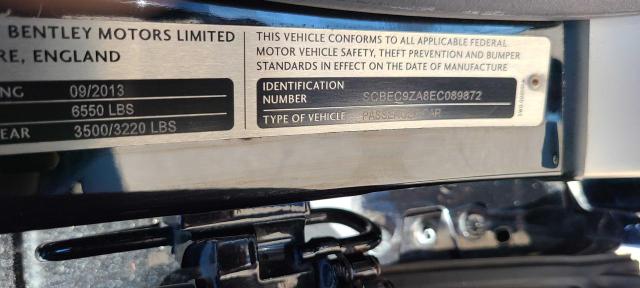 BENTLEY MOTORS LIMITED
RE, ENGLAND
NG 09/2013
6550 LBS
EAR 3500/3220 LBS
THIS VEHICLE CONFORMS TO ALL APPLICABLE FEDERAL
MOTOR VEHICLE SAFETY, THEFT PREVENTION AND BUMPER
STANDARDS IN EFFECT ON THE DATE OF MANUFACTURE
IDENTIFICATION
NUMBER SCBEC9ZA8EC089872
TYPE OF VEHICLE PASSENGER CAR